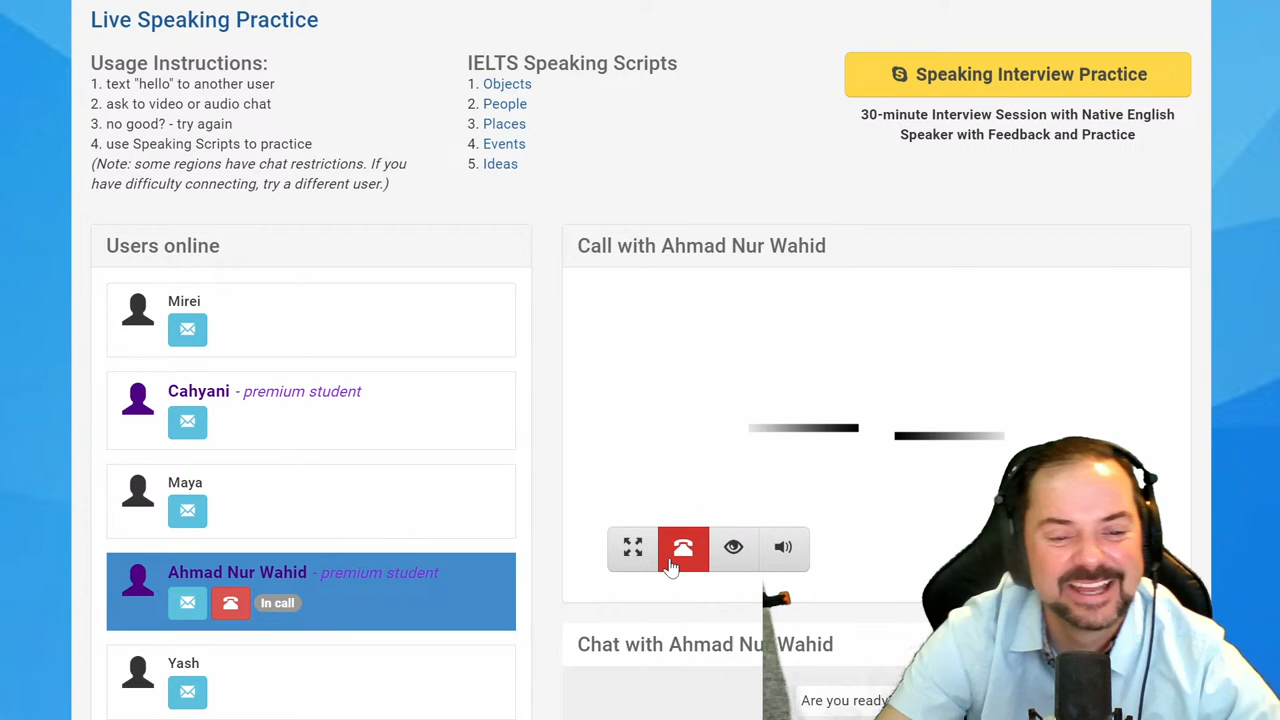 Live Speaking Practice
Usage Instructions:
1. text "hello" to another user
2. ask to video or audio chat
3. no good? - try again
4. use Speaking Scripts to practice
(Note: some regions have chat restrictions. If you
have difficulty connecting, try a different user.)
IELTS Speaking Scripts
1. Objects
2. People
3. Places
4. Events
5. Ideas
Speaking Interview Practice
30-minute Interview Session with Native English
Speaker with Feedback and Practice
Users online
Mirei
Cahyani - premium student
Maya
Ahmad Nur Wahid - premium student
In call
Yash
Call with Ahmad Nur Wahid
Chat with Ahmad Nur Wahid
Are you ready